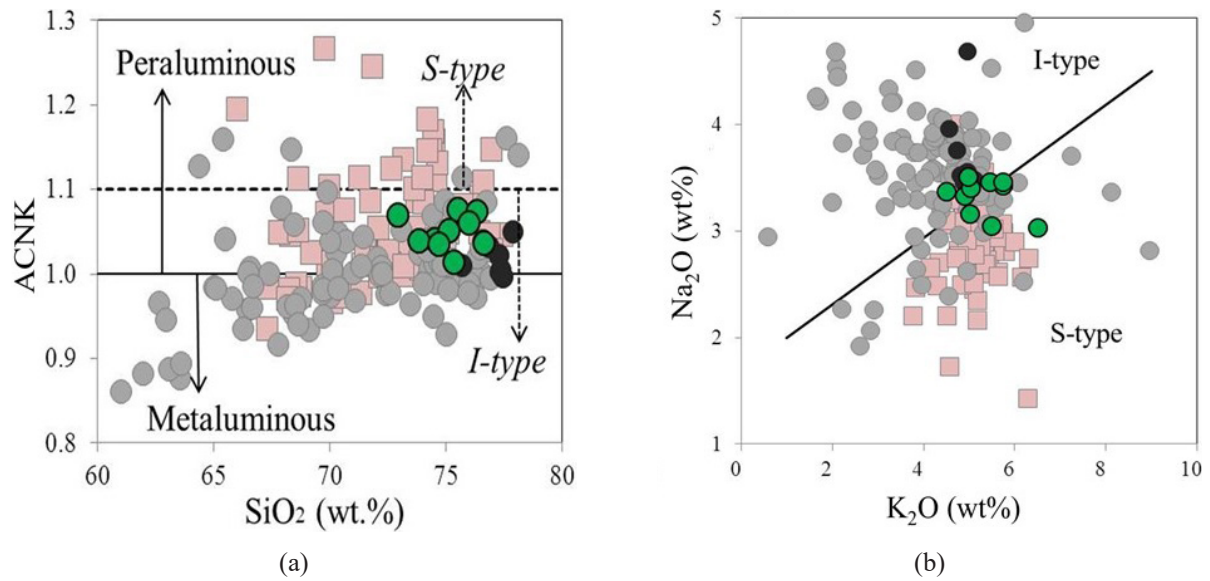 1.3
Peraluminous
S-type
1.2
1.1
ACNK
1.0
0.9
I-type
Metaluminous
0.8
60
65
70
75
80
SiO₂ (wt.%)
(a)
5
I-type
4
Na₂O (wt%)
3
2
S-type
1
0
2
4
6
8
10
K₂O (wt%)
(b)